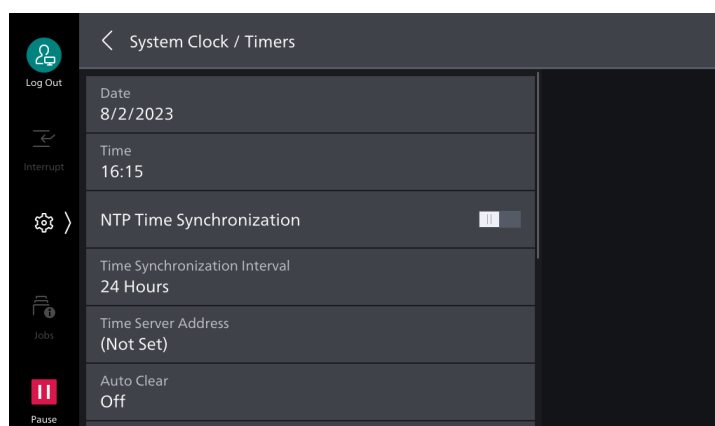 System Clock / Timers
Log Out
Date
8/2/2023
Interrupt
Time
16:15
NTP Time Synchronization
Time Synchronization Interval
24 Hours
Jobs
Time Server Address
(Not Set)
Auto Clear
Off
Pause